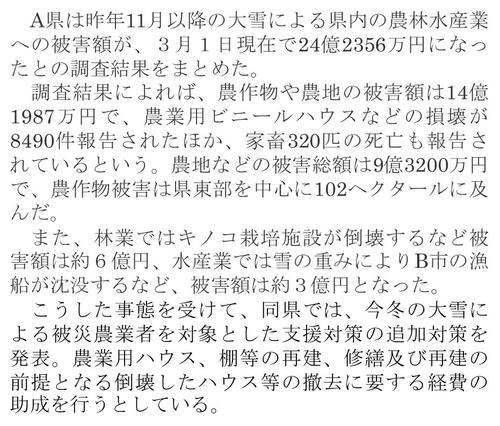 A県は昨年11月以降の大雪による県内の農林水産業
への被害額が、３月１日現在で24億2356万円になっ
たとの調査結果をまとめた。
　調査結果によれば、農作物や農地の被害額は14億
1987万円で、農業用ビニールハウスなどの損壊が
8490件報告されたほか、家畜320匹の死亡も報告さ
れているという。農地などの被害総額は9億3200万円
で、農作物被害は県東部を中心に102ヘクタールに及
んだ。
　また、林業ではキノコ栽培施設が倒壊するなど被
害額は約６億円、水産業では雪の重みによりB市の漁
船が沈没するなど、被害額は約３億円となった。
　こうした事態を受けて、同県では、今冬の大雪に
よる被災農業者を対象とした支援対策の追加対策を
発表。農業用ハウス、棚等の再建、修繕及び再建の
前提となる倒壊したハウス等の撤去に要する経費の
助成を行うとしている。